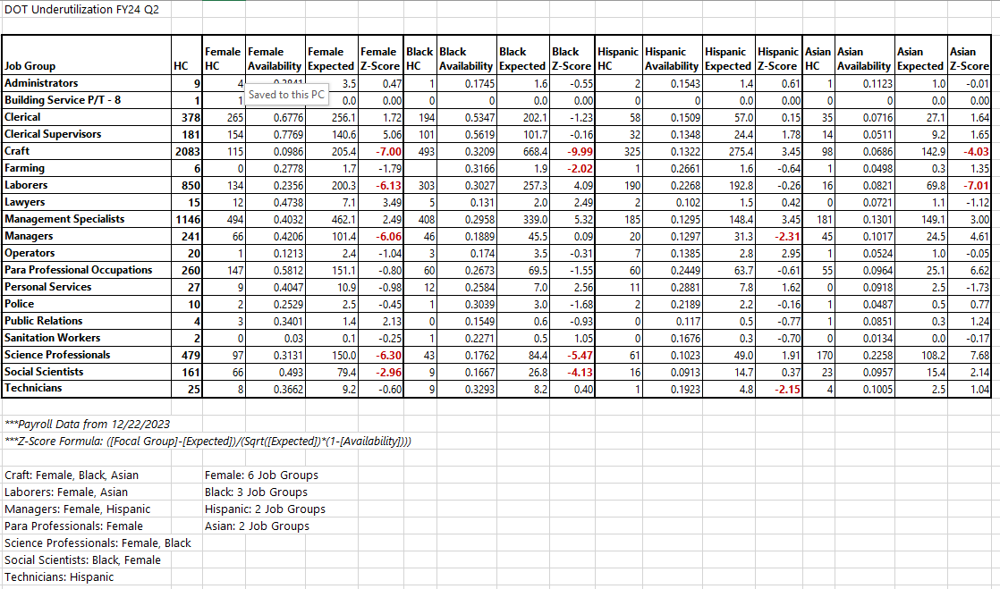 DOT Underutilization FY24 Q2
Job Group HC Female HC Female Availability Female Expected Female Z-Score Black HC Black Availability Black Expected Black Z-Score Hispanic HC Hispanic Availability Hispanic Expected Hispanic Z-Score Asian HC Asian Availability Asian Expected Asian Z-Score
Administrators 9 4 3.5 0.47 1 0.1745 1.6 -0.55 2 0.1543 1.4 0.61 1 0.1123 1.0 -0.01
Saved to this PC
Building Service P/T - 8 1 1 0.0 0.00 0 0 0.0 0.00 0 0 0.0 0.00 0 0 0.0 0.00
Clerical 378 265 0.6776 256.1 1.72 194 0.5347 202.1 -1.23 58 0.1509 57.0 0.15 35 0.0716 27.1 1.64
Clerical Supervisors 181 154 0.7769 140.6 5.06 101 0.5619 101.7 -0.16 32 0.1348 24.4 1.78 14 0.0511 9.2 1.65
Craft 2083 115 0.0986 205.4 -7.00 493 0.3209 668.4 -9.99 325 0.1322 275.4 3.45 98 0.0686 142.9 -4.03
Farming 6 0 0.2778 1.7 -1.79 0.3166 1.9 -2.02 1 0.2661 1.6 -0.64 1 0.0498 0.3 1.35
Laborers 850 134 0.2356 200.3 -6.13 303 0.3027 257.3 4.09 190 0.2268 192.8 -0.26 16 0.0821 69.8 -7.01
Lawyers 15 12 0.4738 7.1 3.49 5 0.131 2.0 2.49 2 0.102 1.5 0.42 0 0.0721 1.1 -1.12
Management Specialists 1146 494 0.4032 462.1 2.49 408 0.2958 339.0 5.32 185 0.1295 148.4 3.45 181 0.1301 149.1 3.00
Managers 241 66 0.4206 101.4 -6.06 46 0.1889 45.5 0.09 20 0.1297 31.3 -2.31 45 0.1017 24.5 4.61
Operators 20 1 0.1213 2.4 -1.04 3 0.174 3.5 -0.31 7 0.1385 2.8 2.95 1 0.0524 1.0 -0.05
Para Professional Occupations 260 147 0.5812 151.1 -0.80 60 0.2673 69.5 -1.55 60 0.2449 63.7 -0.61 55 0.0964 25.1 6.62
Personal Services 27 9 0.4047 10.9 -0.98 12 0.2584 7.0 2.56 11 0.2881 7.8 1.62 0 0.0918 2.5 -1.73
Police 10 2 0.2529 2.5 -0.45 1 0.3039 3.0 -1.68 2 0.2189 2.2 -0.16 1 0.0487 0.5 0.77
Public Relations 4 3 0.3401 1.4 2.13 0 0.1549 0.6 -0.93 0 0.117 0.5 -0.77 1 0.0851 0.3 1.24
Sanitation Workers 2 0 0.03 0.1 -0.25 1 0.2271 0.5 1.05 0 0.1676 0.3 -0.70 0 0.0134 0.0 -0.17
Science Professionals 479 97 0.3131 150.0 -6.30 43 0.1762 84.4 -5.47 61 0.1023 49.0 1.91 170 0.2258 108.2 7.68
Social Scientists 161 66 0.493 79.4 -2.96 9 0.1667 26.8 -4.13 16 0.0913 14.7 0.37 23 0.0957 15.4 2.14
Technicians 25 8 0.3662 9.2 -0.60 9 0.3293 8.2 0.40 1 0.1923 4.8 -2.15 4 0.1005 2.5 1.04
***Payroll Data from 12/22/2023
***Z-Score Formula: ([Focal Group]-[Expected])/(Sqrt([Expected])*(1-[Availability])))
Craft: Female, Black, Asian Female: 6 Job Groups
Laborers: Female, Asian Black: 3 Job Groups
Managers: Female, Hispanic Hispanic: 2 Job Groups
Para Professionals: Female Asian: 2 Job Groups
Science Professionals: Female, Black
Social Scientists: Black, Female
Technicians: Hispanic